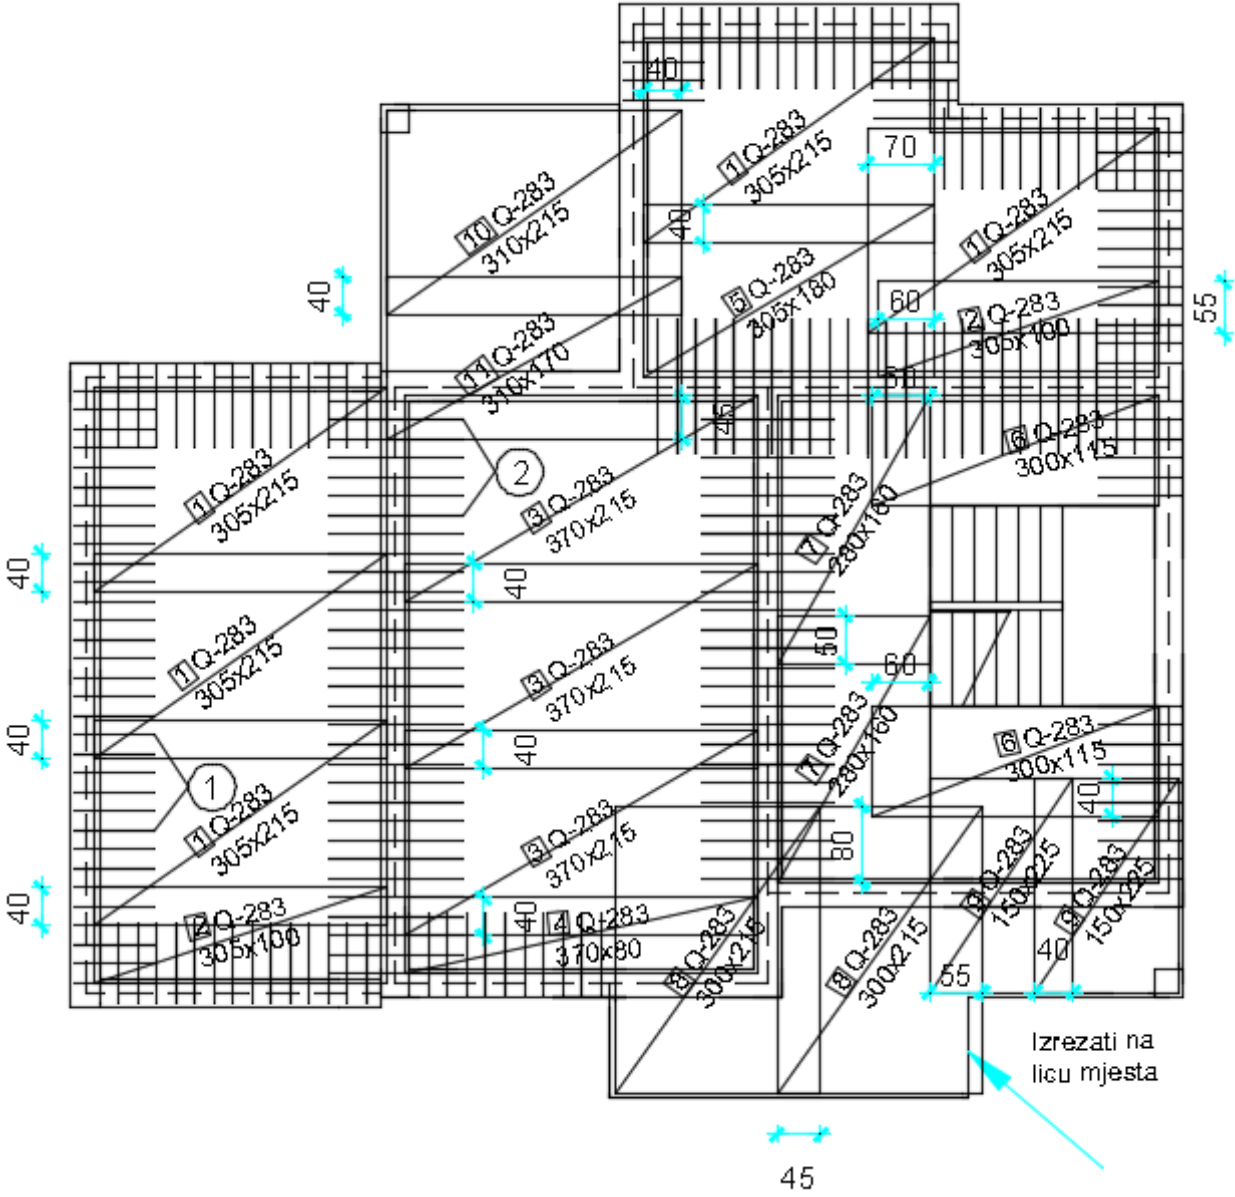 40
1 Q-283
305x215
70
10 Q-283
310x215
40
1 Q-283
305x215
40
5 Q-283
305x180
60
2 Q-283
305x100
55
11 Q-283
310x170
60
45
6 Q-283
300x115
1 Q-283
305x215
2
3 Q-283
370x215
7 Q-283
280x160
40
40
50
1 Q-283
305x215
3 Q-283
370x215
60
40
40
7 Q-283
280x160
6 Q-283
300x115
1
40
1 Q-283
305x215
3 Q-283
370x215
80
40
2 Q-283
305x100
40
4 Q-283
370x80
8 Q-283
300x215
8 Q-283
300x215
9 Q-283
150x225
9 Q-283
150x225
55
40
Izrezati na
licu mjesta
45